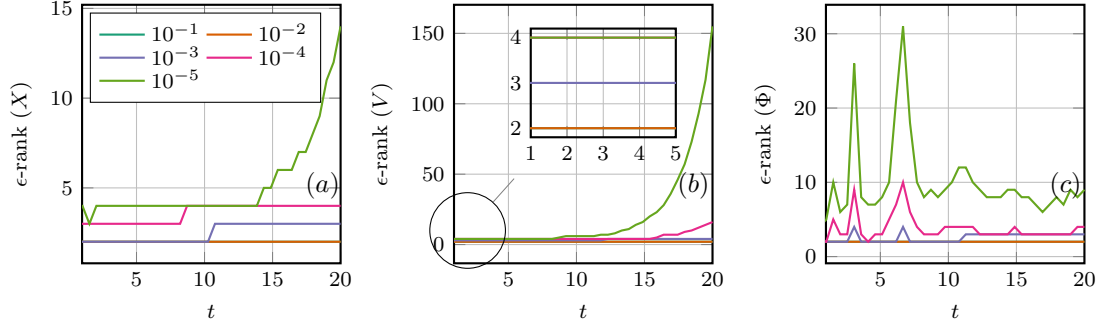 ϵ-rank (X)
15
10
5
10⁻¹ 10⁻²
10⁻³ 10⁻⁴
10⁻⁵
(a)
5 10 15 20
t
ϵ-rank (V)
150
100
50
0
4
3
2
1 2 3 4 5
(b)
5 10 15 20
t
ϵ-rank (Φ)
30
20
10
0
(c)
5 10 15 20
t